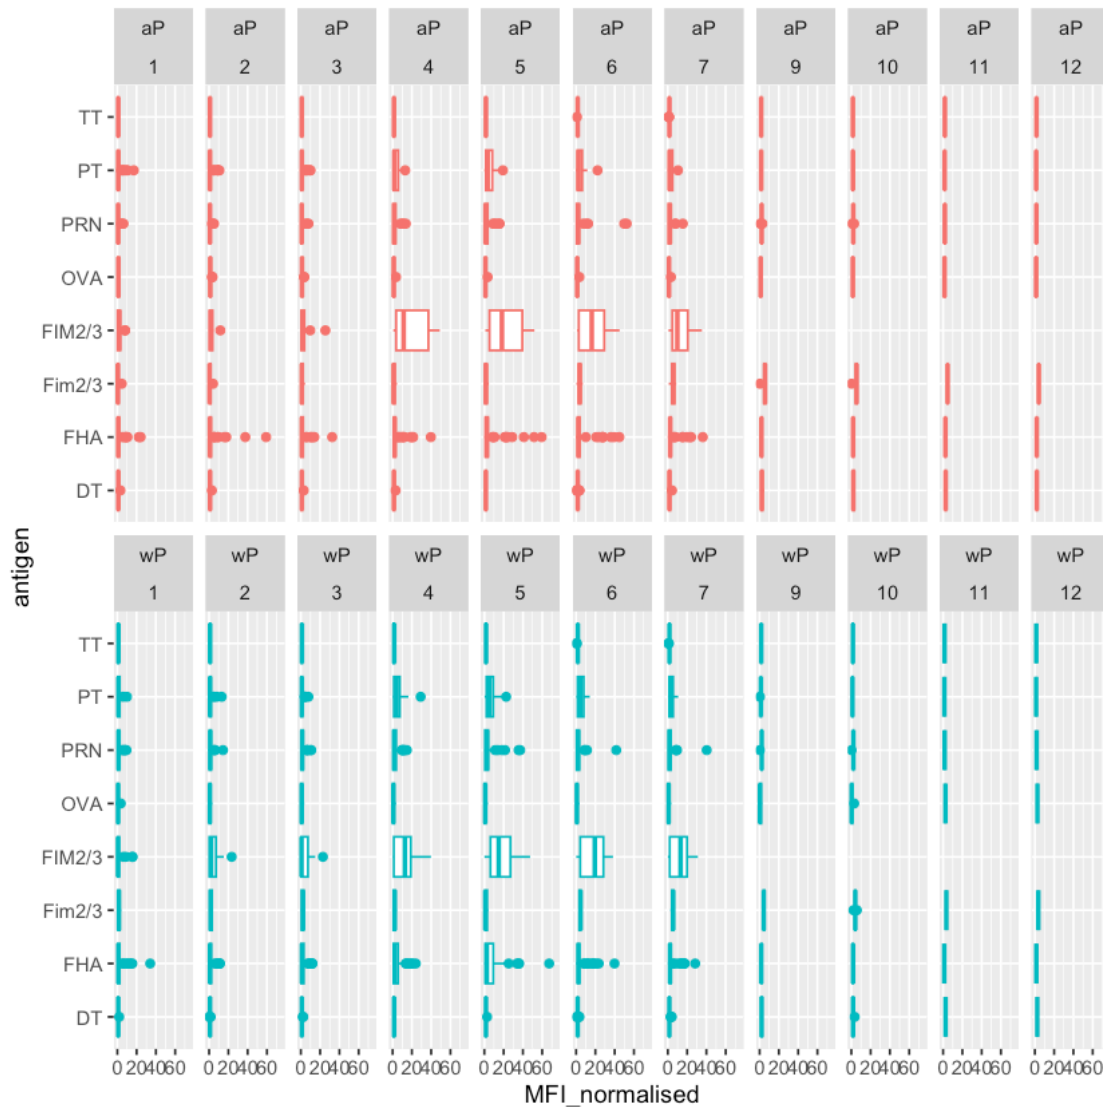 aP aP aP aP aP aP aP aP aP aP aP
1 2 3 4 5 6 7 9 10 11 12
TT
PT
PRN
OVA
FIM2/3
Fim2/3
FHA
DT
antigen
wP wP wP wP wP wP wP wP wP wP wP
1 2 3 4 5 6 7 9 10 11 12
TT
PT
PRN
OVA
FIM2/3
Fim2/3
FHA
DT
0 204060 0 204060 0 204060 0 204060 0 204060 0 204060 0 204060 0 204060 0 204060 0 204060 0 204060
MFI_normalised